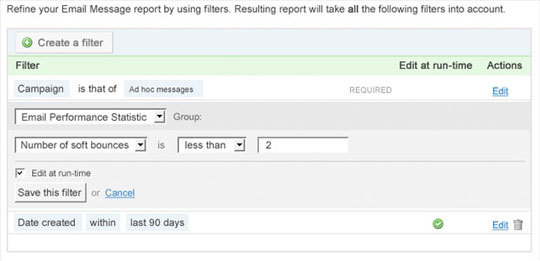 Refine your Email Message report by using filters. Resulting report will take all the following filters into account.
Create a filter
Filter Edit at run-time Actions
Campaign is that of Ad hoc messages REQUIRED Edit
Email Performance Statistic Group:
Number of soft bounces is less than 2
Edit at run-time
Save this filter or Cancel
Date created within last 90 days Edit